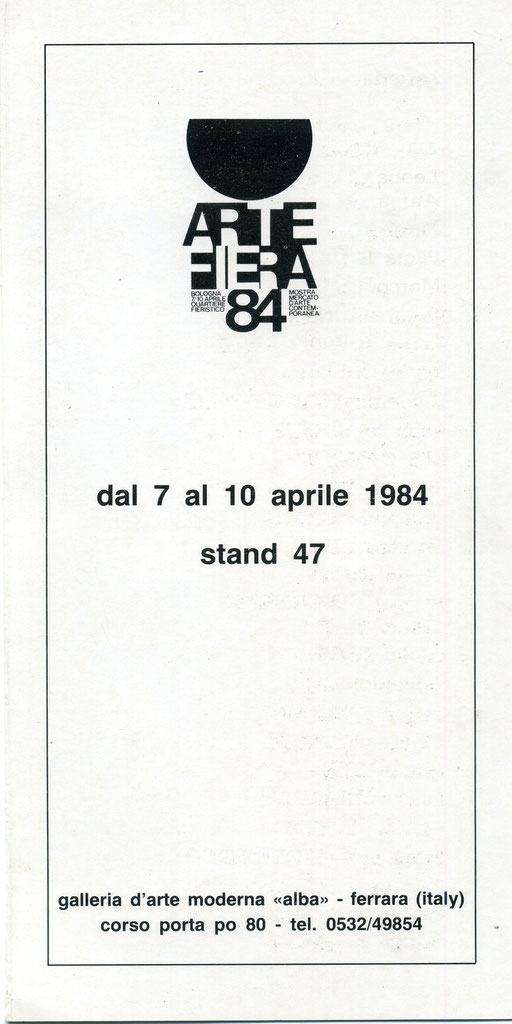 ARTE
FIERA
84
BOLOGNA
7/10 APRILE
QUARTIERE
FIERISTICO
MOSTRA
MERCATO
D'ARTE
CONTEM-
PORANEA
dal 7 al 10 aprile 1984
stand 47
galleria d'arte moderna «alba» - ferrara (italy)
corso porta po 80 - tel. 0532/49854